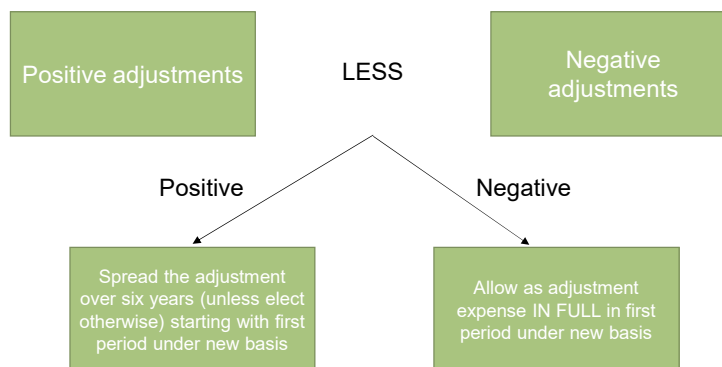 Positive adjustments
LESS
Negative
adjustments
Positive
Negative
Spread the adjustment
over six years (unless elect
otherwise) starting with first
period under new basis
Allow as adjustment
expense IN FULL in first
period under new basis